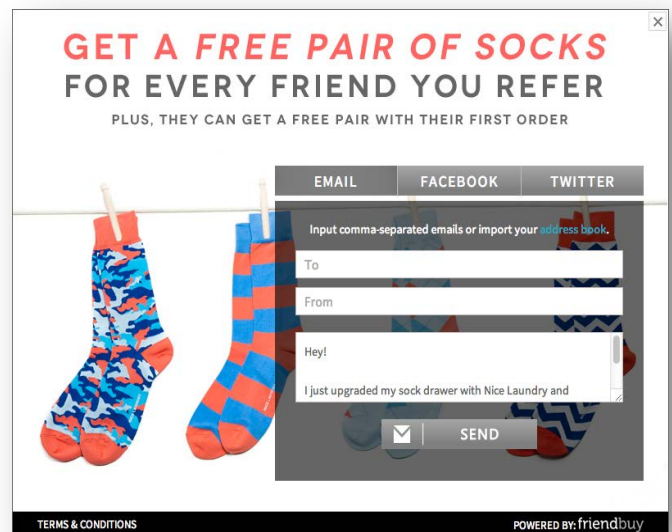 GET A FREE PAIR OF SOCKS
FOR EVERY FRIEND YOU REFER
PLUS, THEY CAN GET A FREE PAIR WITH THEIR FIRST ORDER
EMAIL FACEBOOK TWITTER
Input comma-separated emails or import your address book.
To
From
Hey!
I just upgraded my sock drawer with Nice Laundry and
SEND
TERMS & CONDITIONS POWERED BY: friendbuy